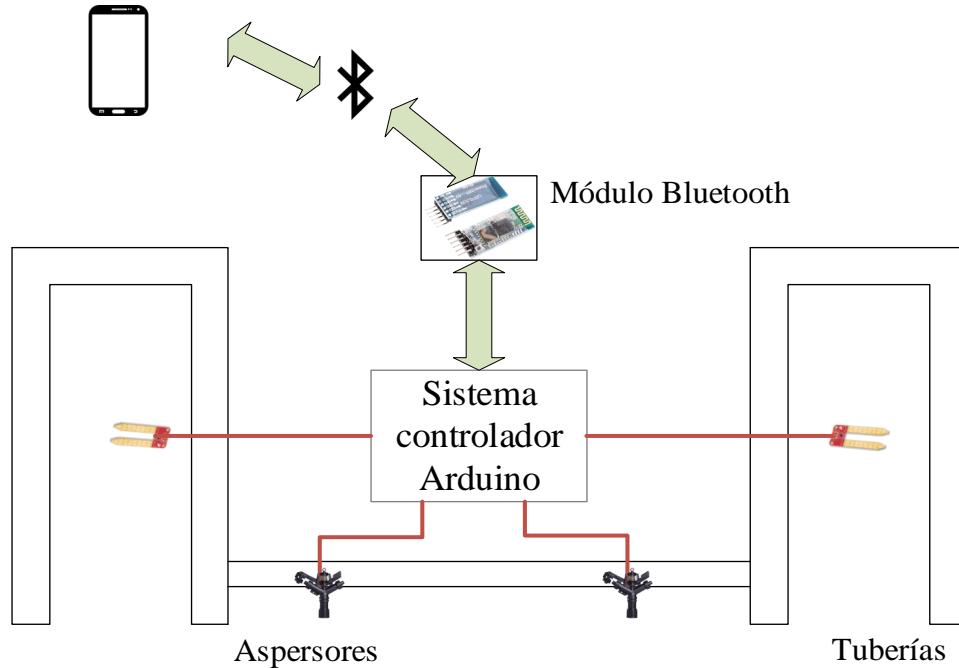 Módulo Bluetooth
Sistema
controlador
Arduino
Aspersores
Tuberías